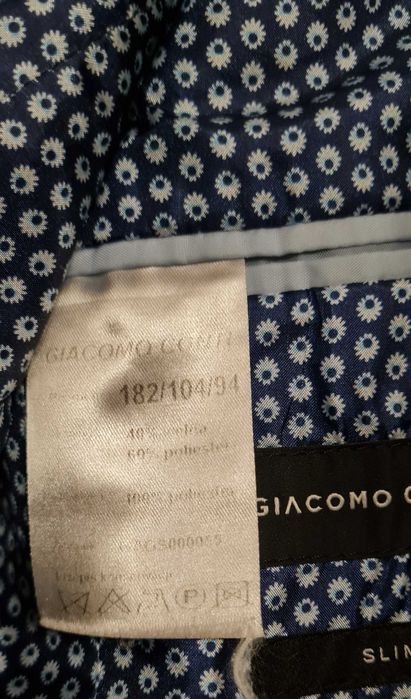 GIACOMO CONTI
182/104/94
40% wełna
60% poliester
100% poliester
GIACOMO C
SLIM